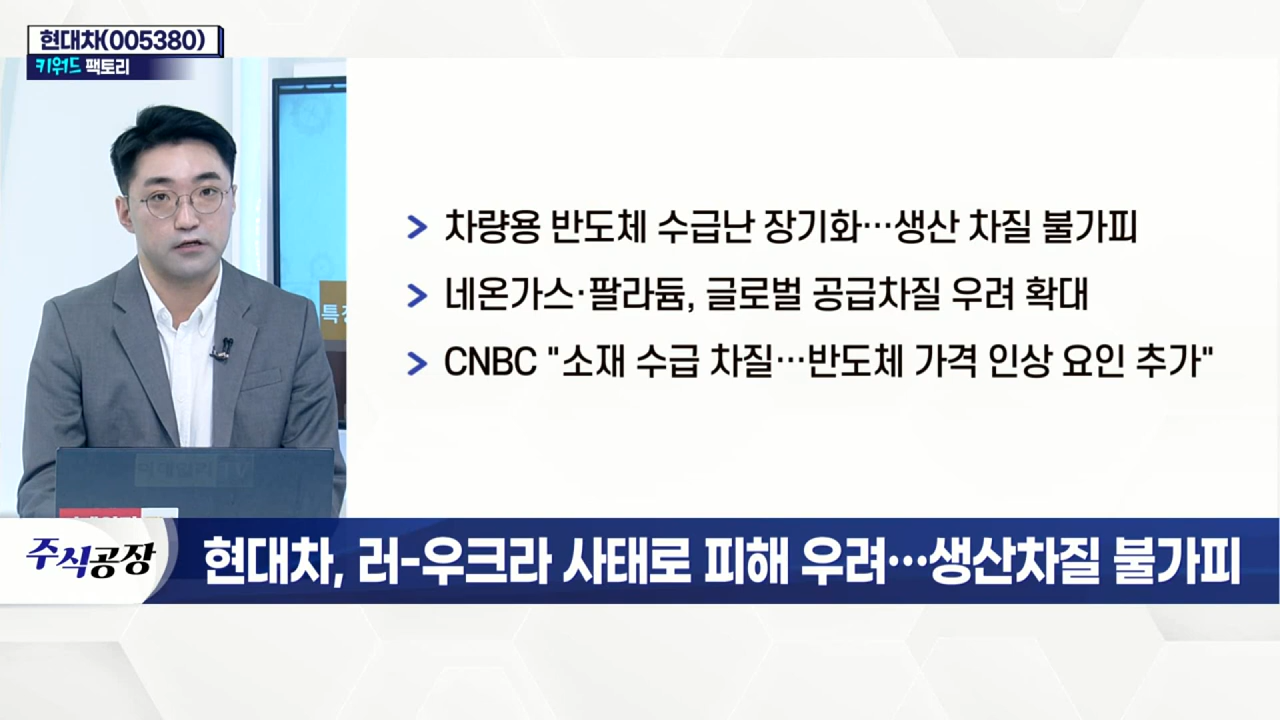 현대차(005380)
키워드 팩토리
차량용 반도체 수급난 장기화…생산 차질 불가피
네온가스·팔라듐, 글로벌 공급차질 우려 확대
CNBC "소재 수급 차질…반도체 가격 인상 요인 추가"
주식공장
현대차, 러-우크라 사태로 피해 우려…생산차질 불가피